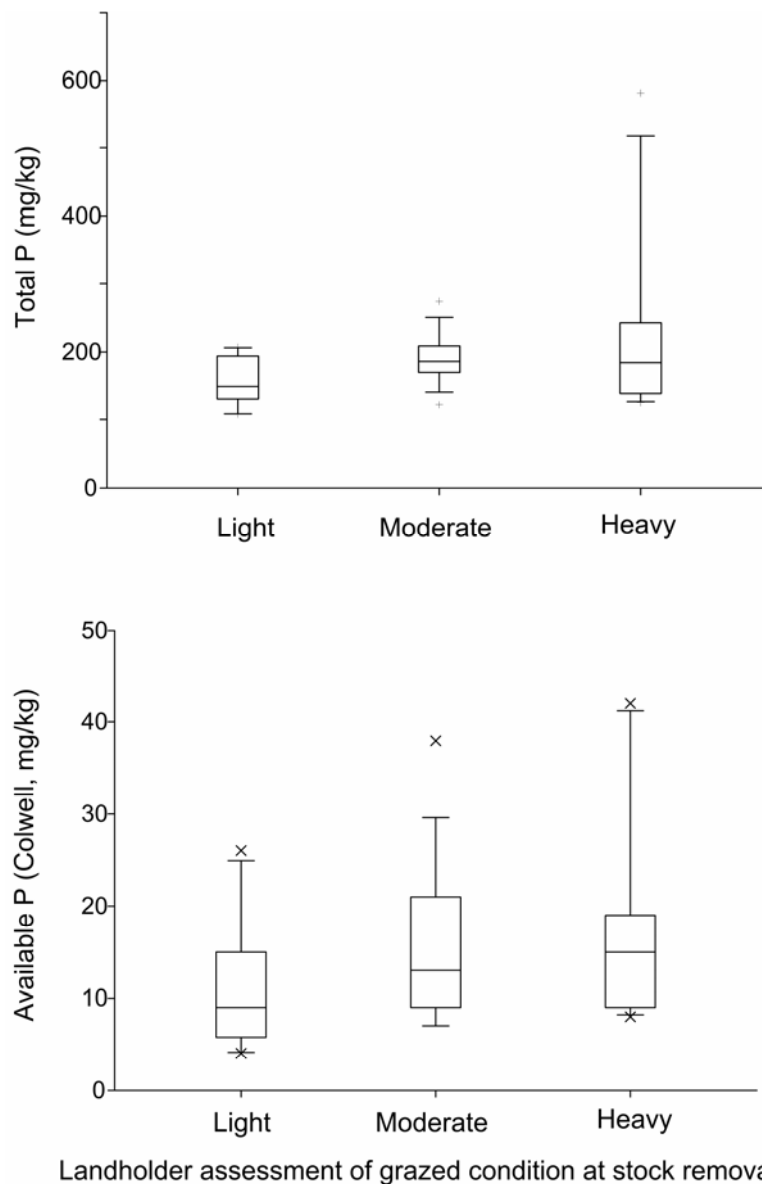 Total P (mg/kg)
600
400
200
0
Light Moderate Heavy
Available P (Colwell, mg/kg)
50
40
30
20
10
0
Light Moderate Heavy
Landholder assessment of grazed condition at stock remova